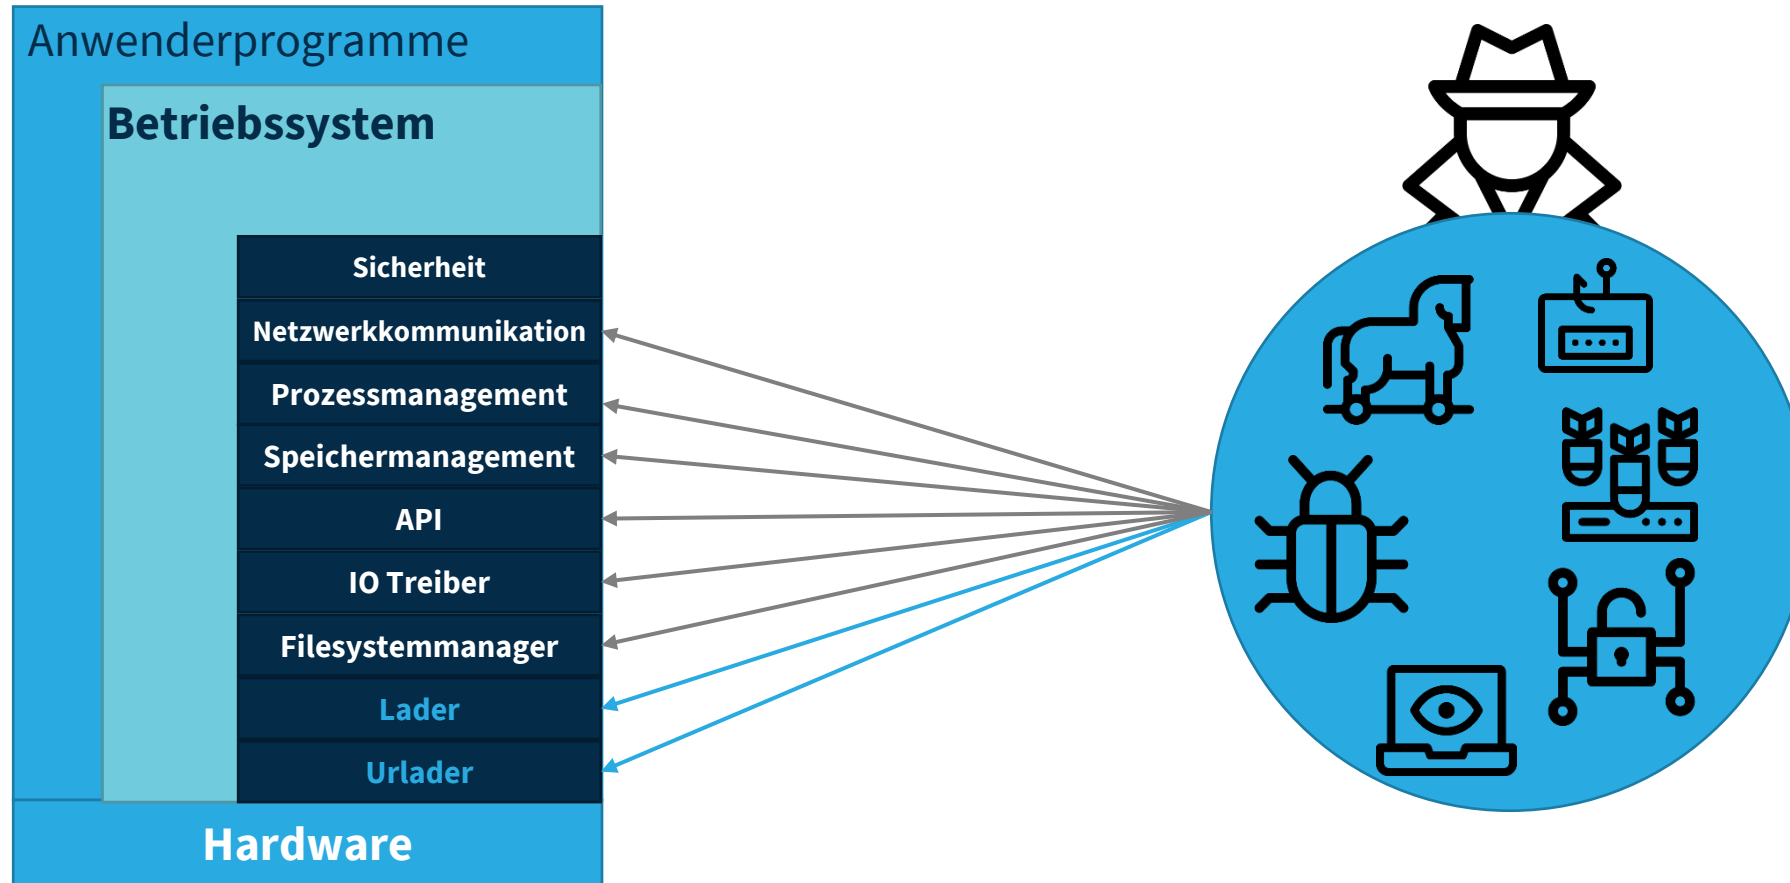 Anwenderprogramme
Betriebssystem
Sicherheit
Netzwerkkommunikation
Prozessmanagement
Speichermanagement
API
IO Treiber
Filesystemmanager
Lader
Urlader
Hardware